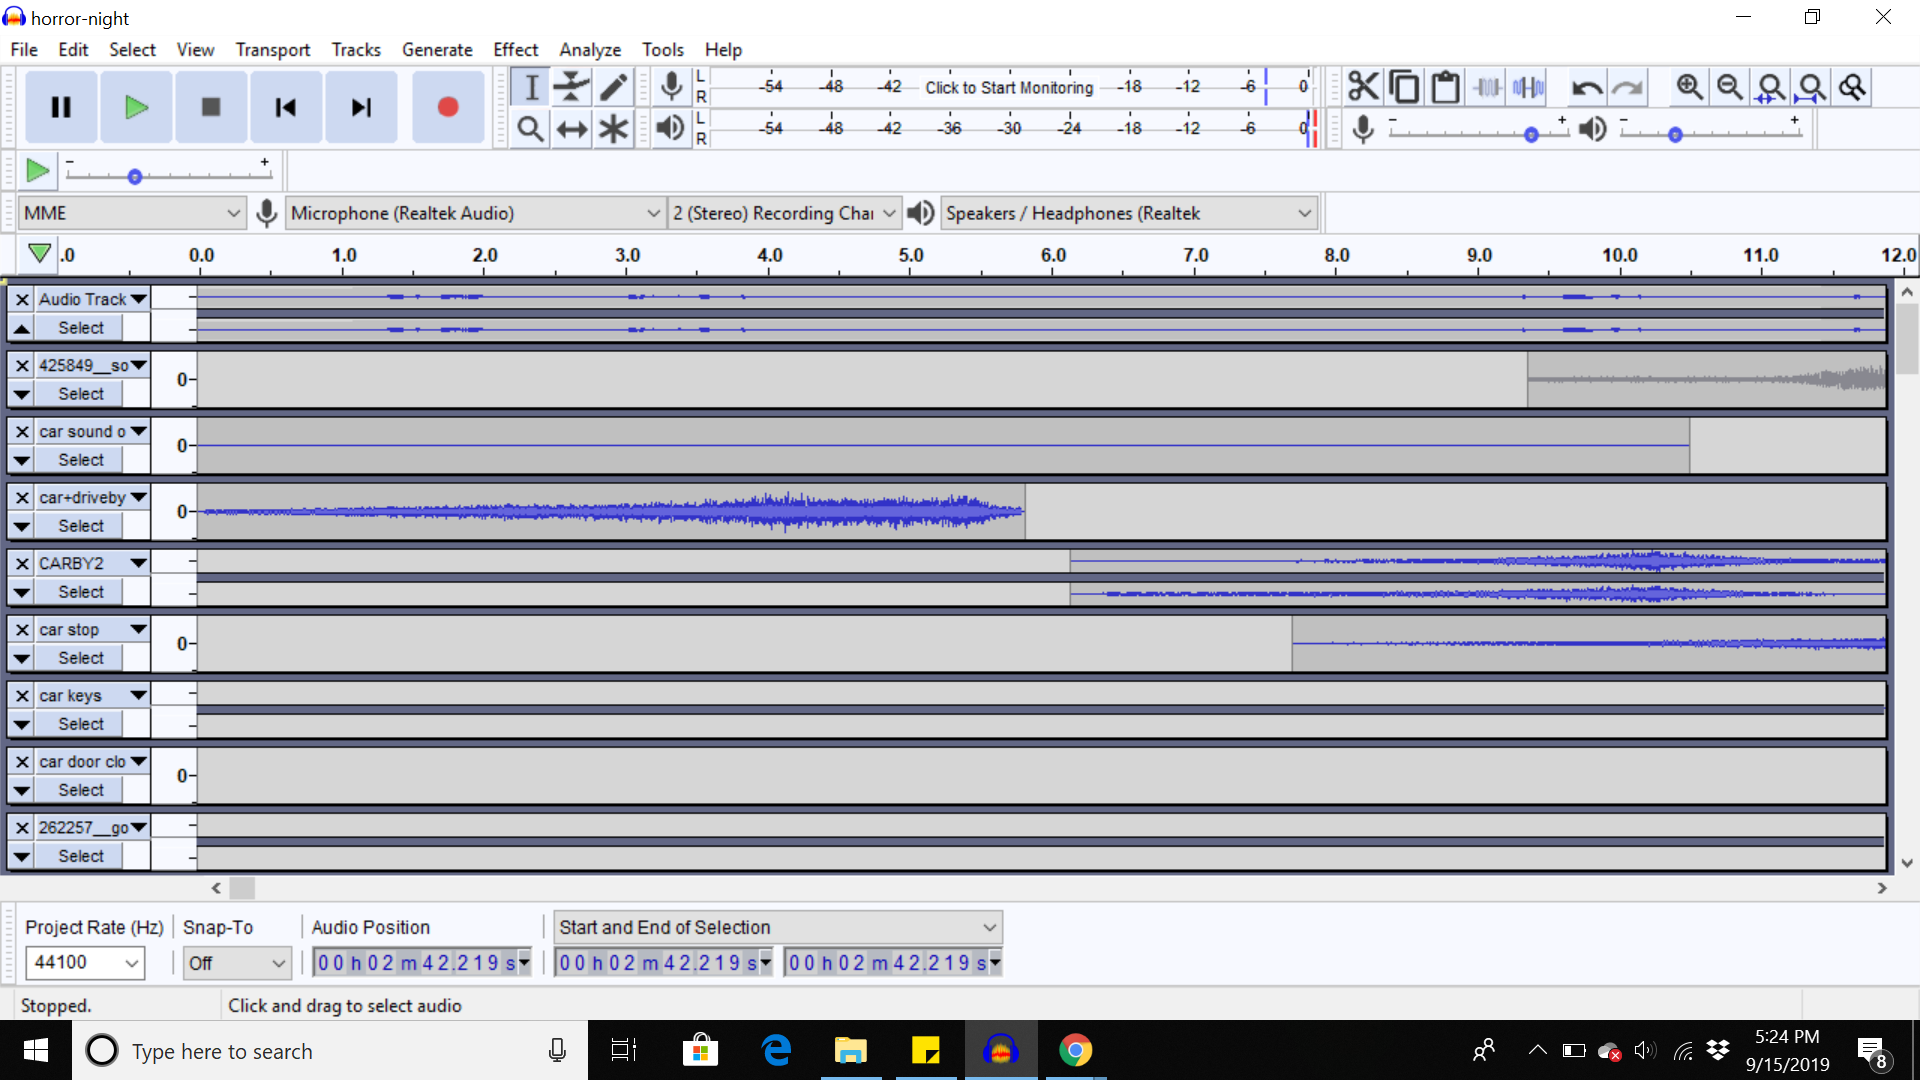 horror-night
File Edit Select View Transport Tracks Generate Effect Analyze Tools Help
L R -54 -48 -42 Click to Start Monitoring -18 -12 -6 0
L R -54 -48 -42 -36 -30 -24 -18 -12 -6 0
- +
- +
- +
MME Microphone (Realtek Audio) 2 (Stereo) Recording Chai Speakers / Headphones (Realtek
.0 0.0 1.0 2.0 3.0 4.0 5.0 6.0 7.0 8.0 9.0 10.0 11.0 12.0
Audio Track
Select
425849__so
0-
Select
car sound o
0-
Select
car+driveby
0-
Select
CARBY2
Select
car stop
0-
Select
car keys
Select
car door clo
0-
Select
262257__go
Select
Project Rate (Hz) Snap-To Audio Position Start and End of Selection
44100 Off 00 h 02 m 42.219 s 00 h 02 m 42.219 s 00 h 02 m 42.219 s
Stopped. Click and drag to select audio
Type here to search
5:24 PM
9/15/2019
8